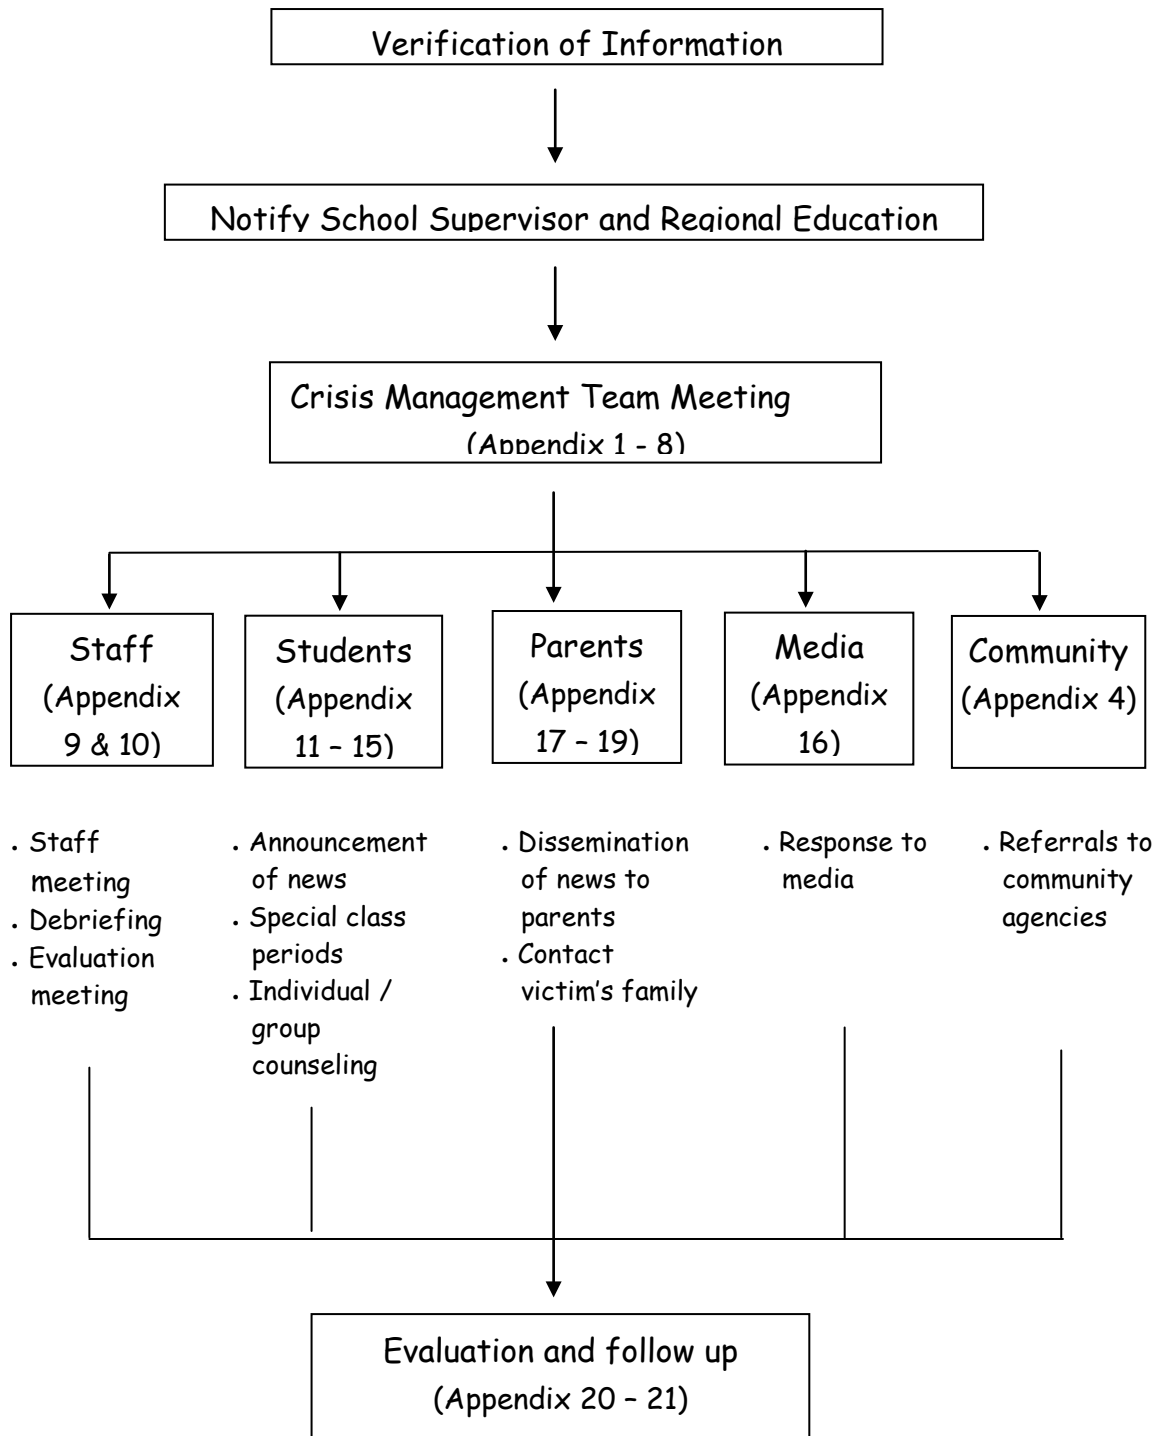 Verification of Information
Notify School Supervisor and Regional Education
Crisis Management Team Meeting
(Appendix 1 - 8)
Staff
(Appendix
9 & 10)
Students
(Appendix
11 – 15)
Parents
(Appendix
17 – 19)
Media
(Appendix
16)
Community
(Appendix 4)
. Staff
meeting
. Debriefing
. Evaluation
meeting
. Announcement
of news
. Special class
periods
. Individual /
group
counseling
. Dissemination
of news to
parents
. Contact
victim’s family
. Response to
media
. Referrals to
community
agencies
Evaluation and follow up
(Appendix 20 – 21)